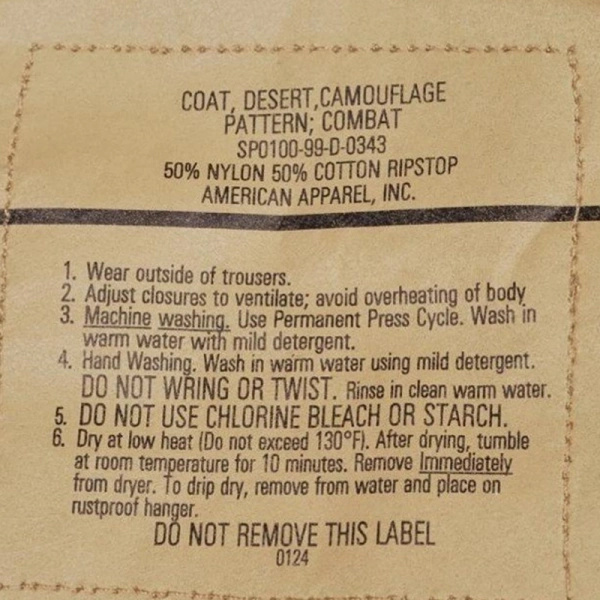 COAT, DESERT,CAMOUFLAGE
PATTERN; COMBAT
SP0100-99-D-0343
50% NYLON 50% COTTON RIPSTOP
AMERICAN APPAREL, INC.
1. Wear outside of trousers.
2. Adjust closures to ventilate; avoid overheating of body
3. Machine washing. Use Permanent Press Cycle. Wash in
warm water with mild detergent.
4. Hand Washing. Wash in warm water using mild detergent.
DO NOT WRING OR TWIST. Rinse in clean warm water.
5. DO NOT USE CHLORINE BLEACH OR STARCH.
6. Dry at low heat (Do not exceed 130°F). After drying, tumble
at room temperature for 10 minutes. Remove Immediately
from dryer. To drip dry, remove from water and place on
rustproof hanger.
DO NOT REMOVE THIS LABEL
0124